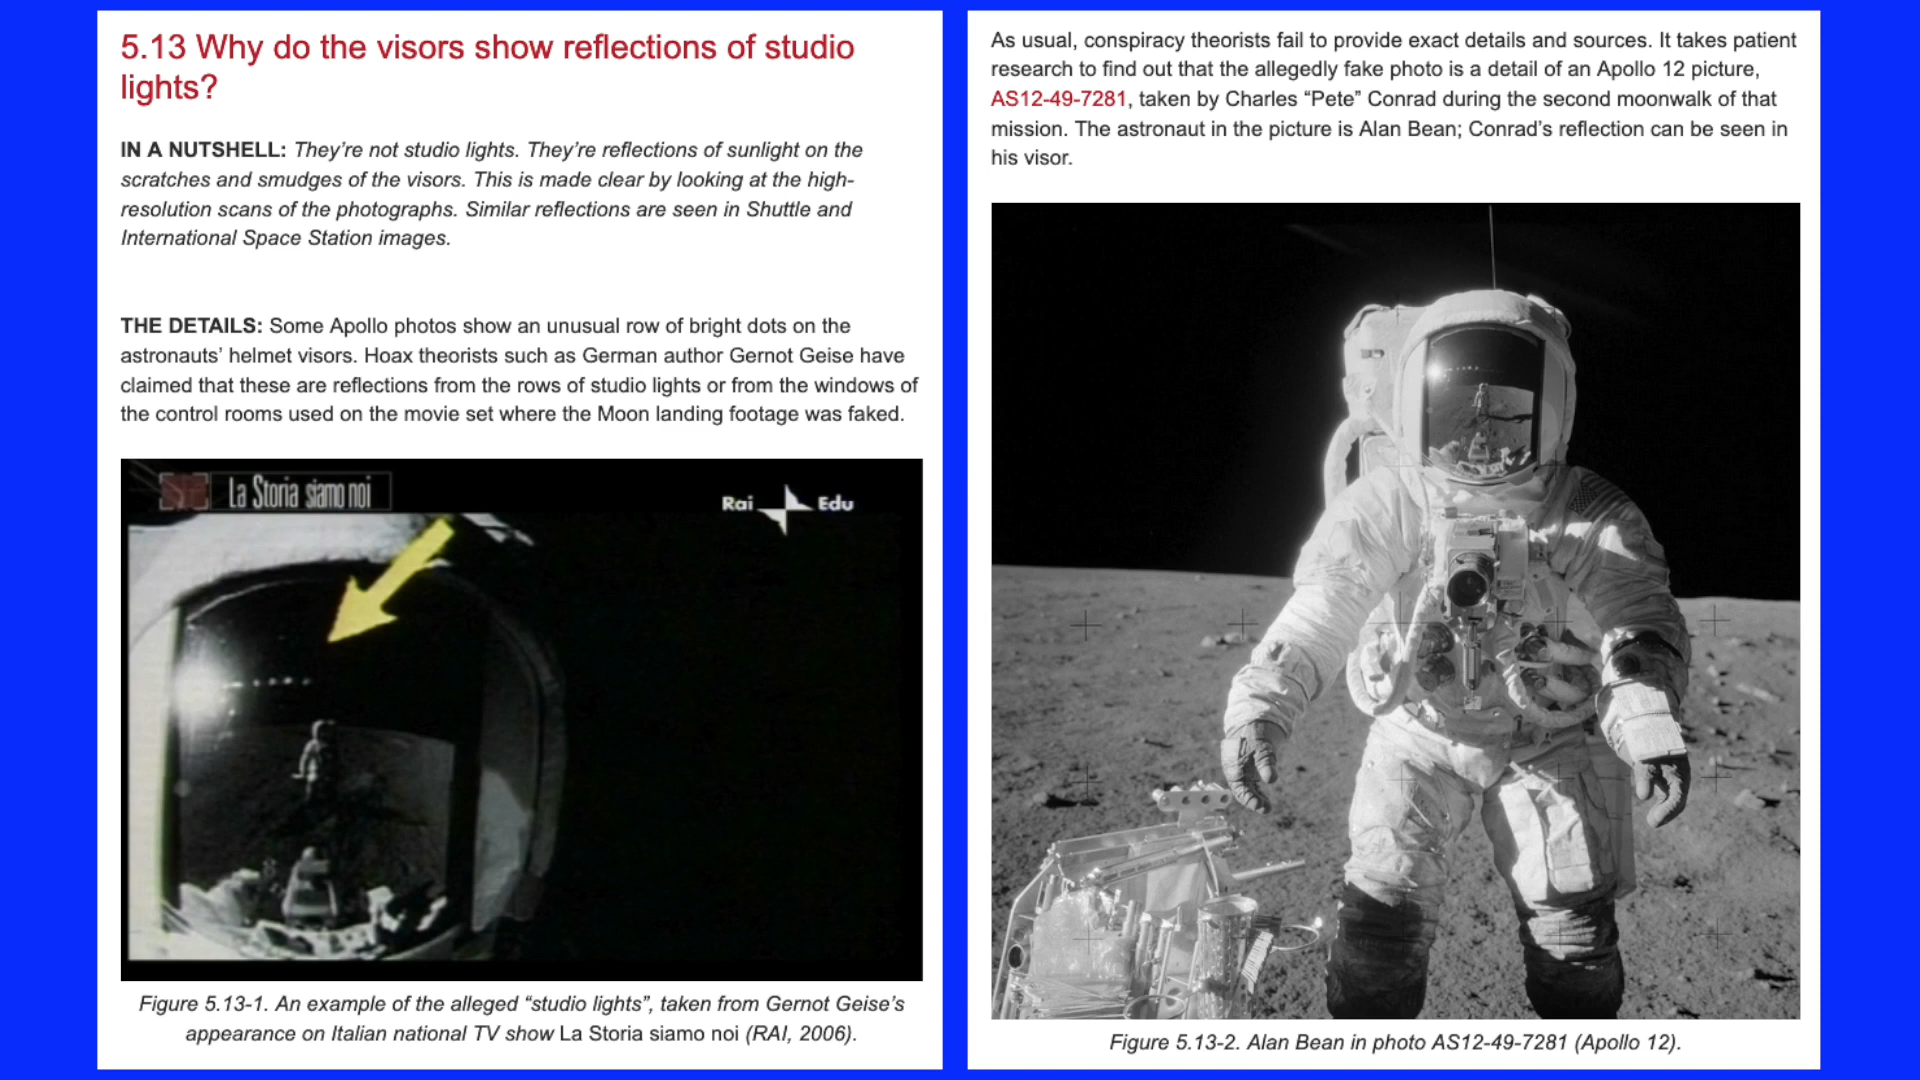 5.13 Why do the visors show reflections of studio
lights?
IN A NUTSHELL: They’re not studio lights. They’re reflections of sunlight on the
scratches and smudges of the visors. This is made clear by looking at the high-
resolution scans of the photographs. Similar reflections are seen in Shuttle and
International Space Station images.
THE DETAILS: Some Apollo photos show an unusual row of bright dots on the
astronauts’ helmet visors. Hoax theorists such as German author Gernot Geise have
claimed that these are reflections from the rows of studio lights or from the windows of
the control rooms used on the movie set where the Moon landing footage was faked.
La Storia siamo noi
Rai Edu
Figure 5.13-1. An example of the alleged “studio lights”, taken from Gernot Geise’s
appearance on Italian national TV show La Storia siamo noi (RAI, 2006).
As usual, conspiracy theorists fail to provide exact details and sources. It takes patient
research to find out that the allegedly fake photo is a detail of an Apollo 12 picture,
AS12-49-7281, taken by Charles “Pete” Conrad during the second moonwalk of that
mission. The astronaut in the picture is Alan Bean; Conrad’s reflection can be seen in
his visor.
Figure 5.13-2. Alan Bean in photo AS12-49-7281 (Apollo 12).